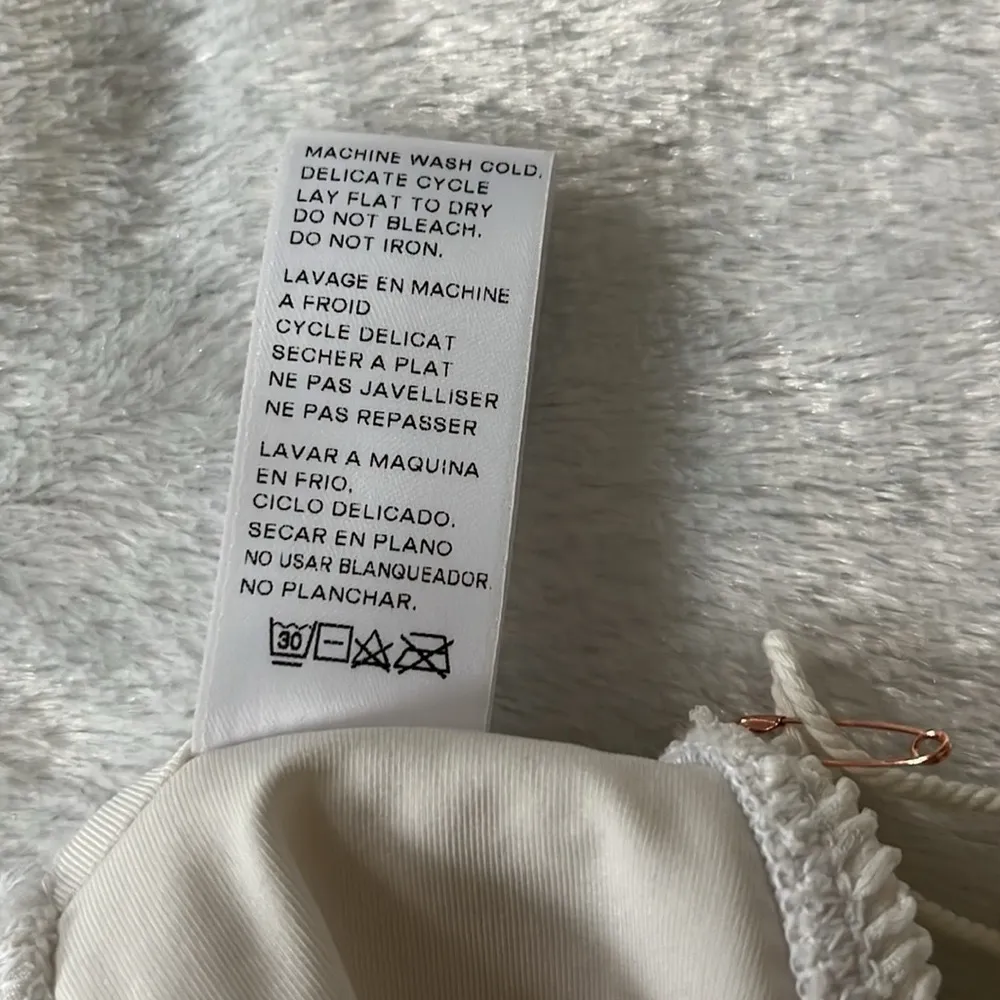 MACHINE WASH COLD.
DELICATE CYCLE
LAY FLAT TO DRY
DO NOT BLEACH.
DO NOT IRON.
LAVAGE EN MACHINE
A FROID
CYCLE DELICAT
SECHER A PLAT
NE PAS JAVELLISER
NE PAS REPASSER
LAVAR A MAQUINA
EN FRIO.
CICLO DELICADO.
SECAR EN PLANO
NO USAR BLANQUEADOR.
NO PLANCHAR.
30